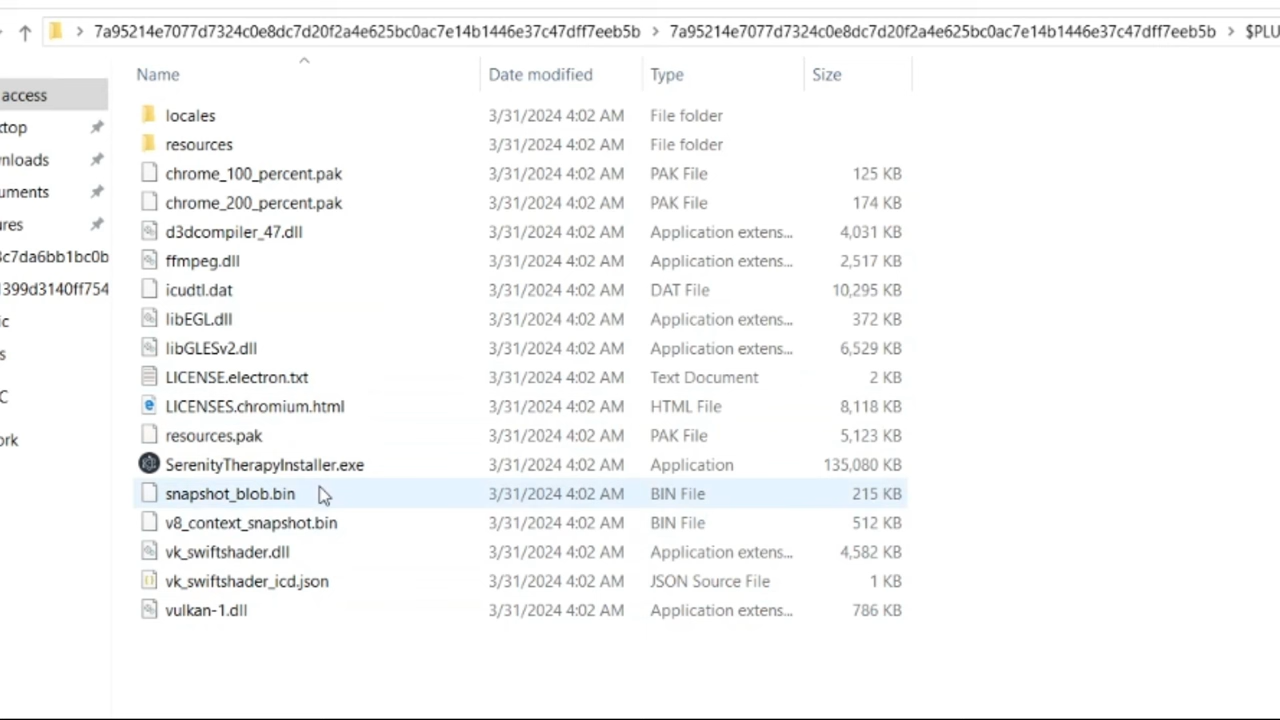 7a95214e7077d7324c0e8dc7d20f2a4e625bc0ac7e14b1446e37c47dff7eeb5b > 7a95214e7077d7324c0e8dc7d20f2a4e625bc0ac7e14b1446e37c47dff7eeb5b > $PLU
Name Date modified Type Size
access
ktop
wnloads
uments
ures
8c7da6bb1bc0b
1399d3140ff754
ic
s
C
ork
locales 3/31/2024 4:02 AM File folder
resources 3/31/2024 4:02 AM File folder
chrome_100_percent.pak 3/31/2024 4:02 AM PAK File 125 KB
chrome_200_percent.pak 3/31/2024 4:02 AM PAK File 174 KB
d3dcompiler_47.dll 3/31/2024 4:02 AM Application extens... 4,031 KB
ffmpeg.dll 3/31/2024 4:02 AM Application extens... 2,517 KB
icudtl.dat 3/31/2024 4:02 AM DAT File 10,295 KB
libEGL.dll 3/31/2024 4:02 AM Application extens... 372 KB
libGLESv2.dll 3/31/2024 4:02 AM Application extens... 6,529 KB
LICENSE.electron.txt 3/31/2024 4:02 AM Text Document 2 KB
LICENSES.chromium.html 3/31/2024 4:02 AM HTML File 8,118 KB
resources.pak 3/31/2024 4:02 AM PAK File 5,123 KB
SerenityTherapyInstaller.exe 3/31/2024 4:02 AM Application 135,080 KB
snapshot_blob.bin 3/31/2024 4:02 AM BIN File 215 KB
v8_context_snapshot.bin 3/31/2024 4:02 AM BIN File 512 KB
vk_swiftshader.dll 3/31/2024 4:02 AM Application extens... 4,582 KB
vk_swiftshader_icd.json 3/31/2024 4:02 AM JSON Source File 1 KB
vulkan-1.dll 3/31/2024 4:02 AM Application extens... 786 KB